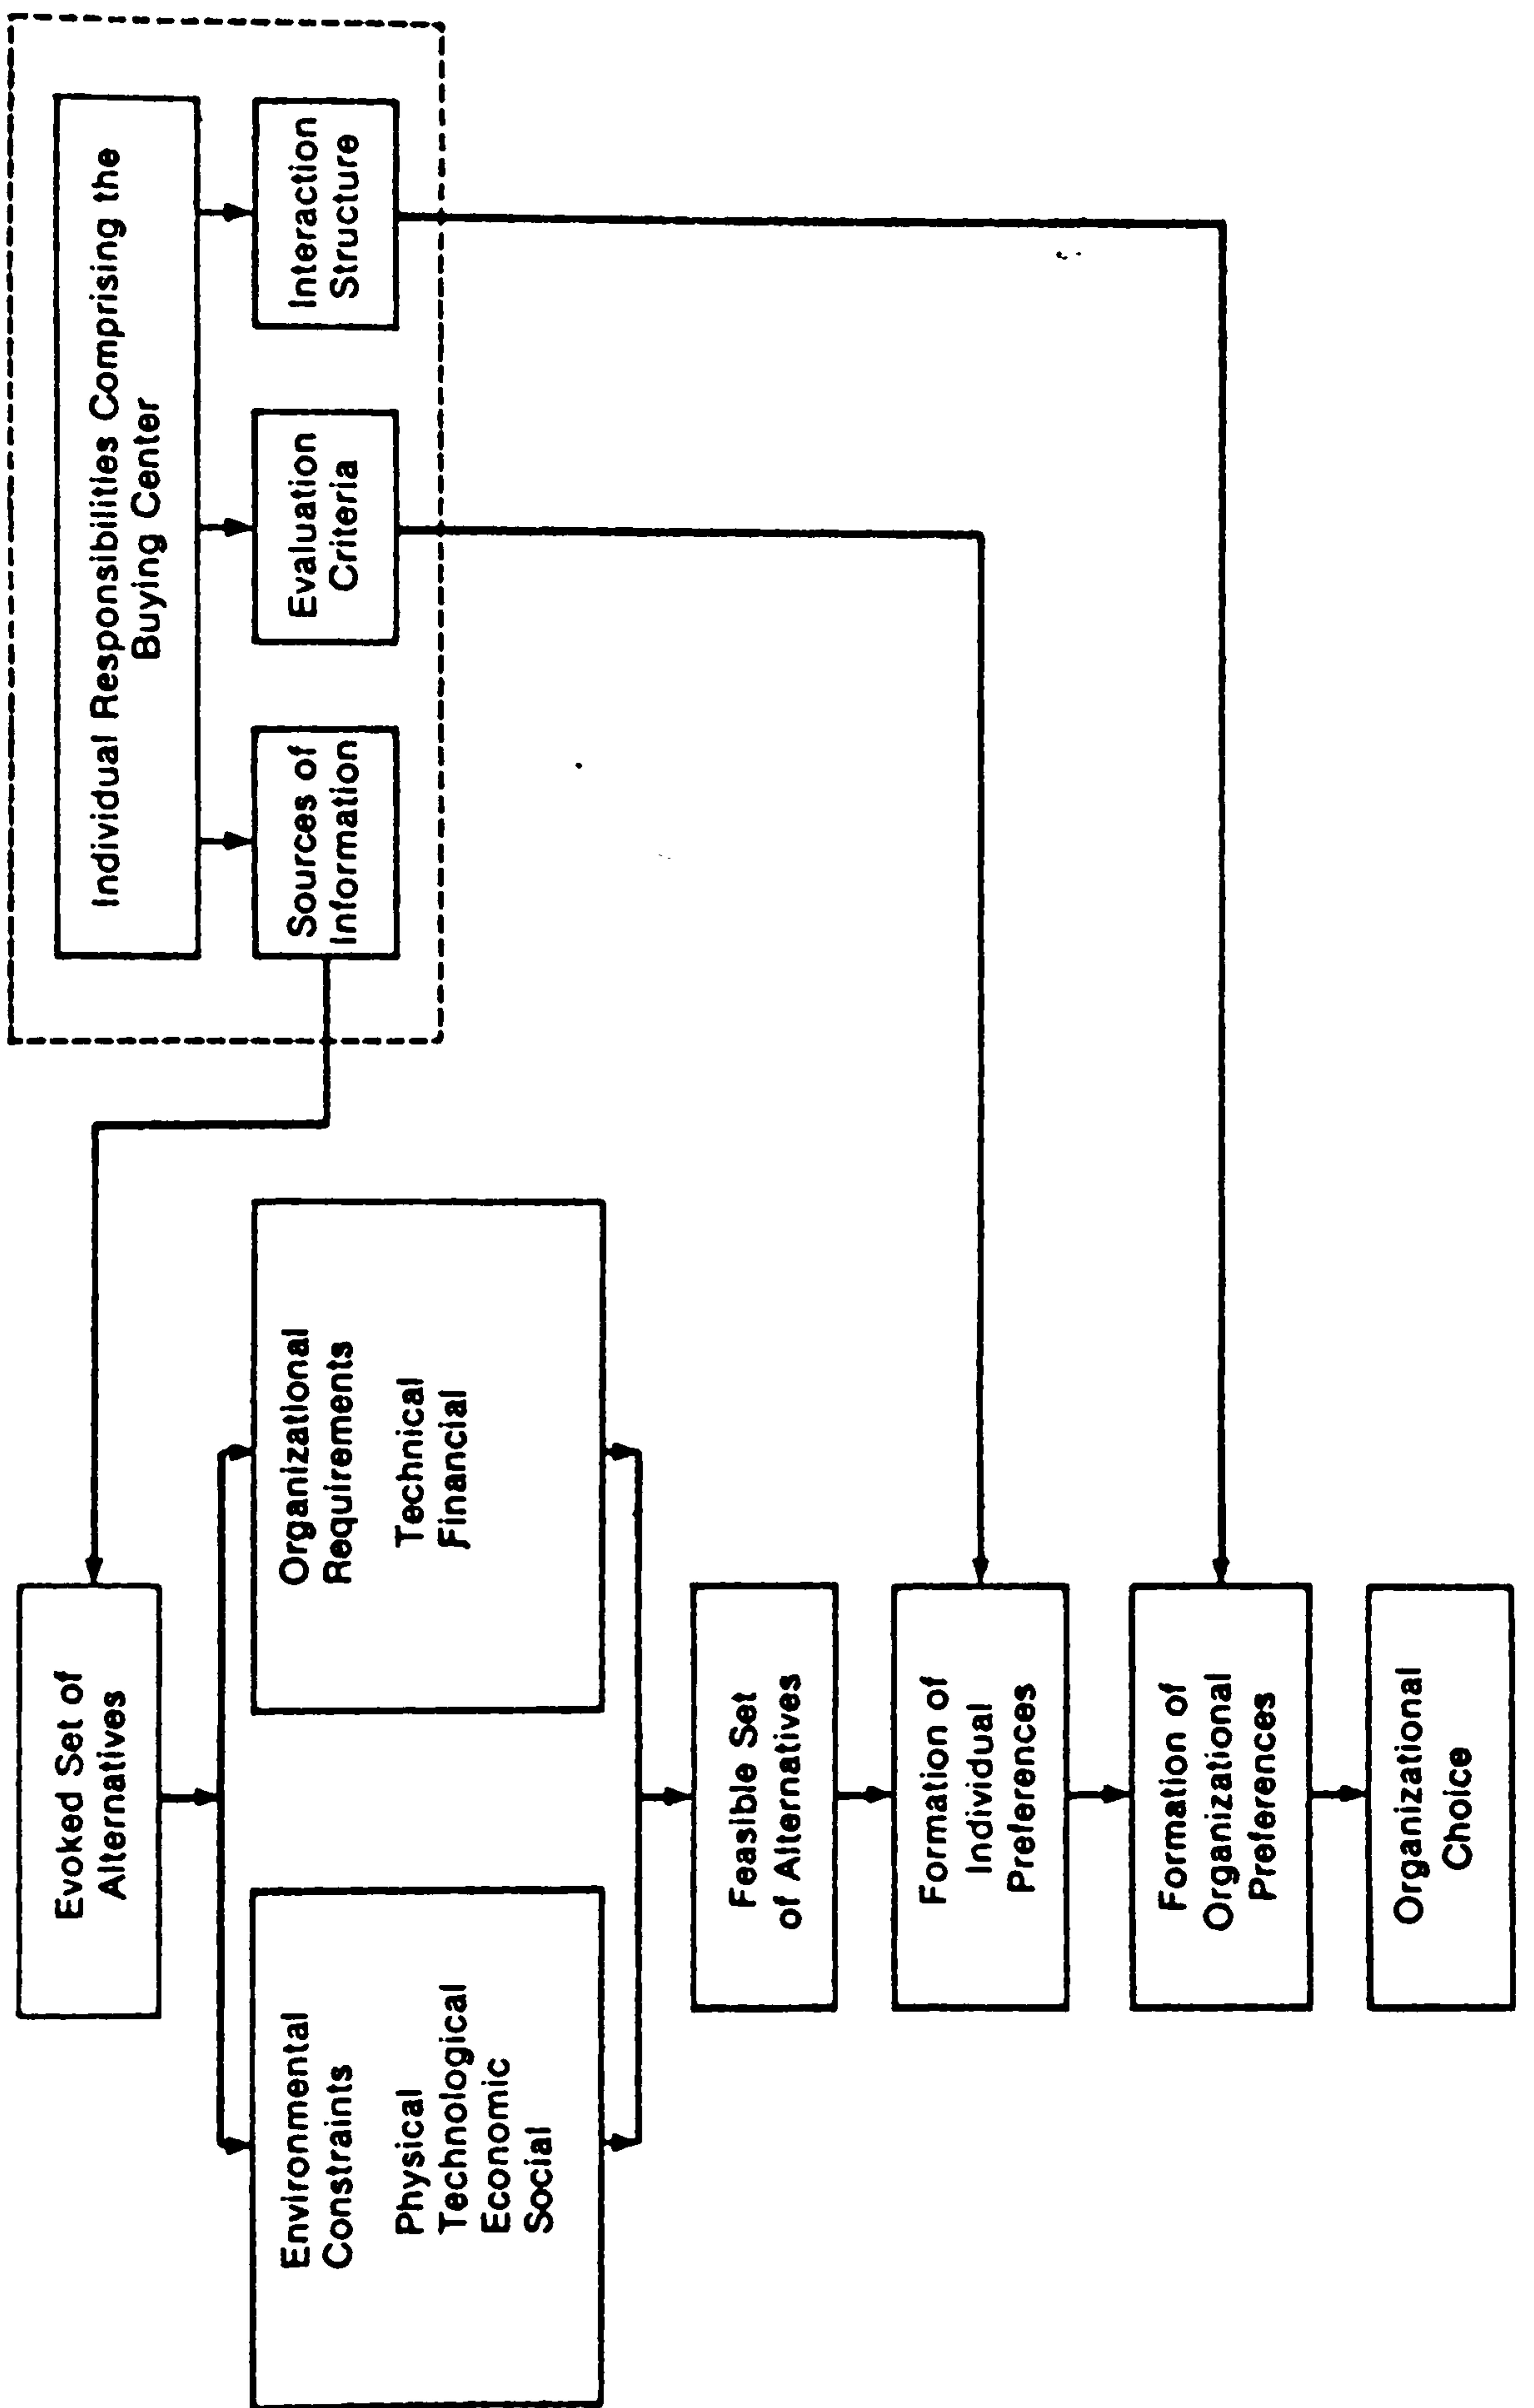 Evoked Set of
Alternatives
Environmental
Constraints
Physical
Technological
Economic
Social
Organizational
Requirements
Technical
Financial
Feasible Set
of Alternatives
Formation of
Individual
Preferences
Formation of
Organizational
Preferences
Organizational
Choice
Individual Responsibilities Comprising the
Buying Center
Sources of
Information
Evaluation
Criteria
Interaction
Structure